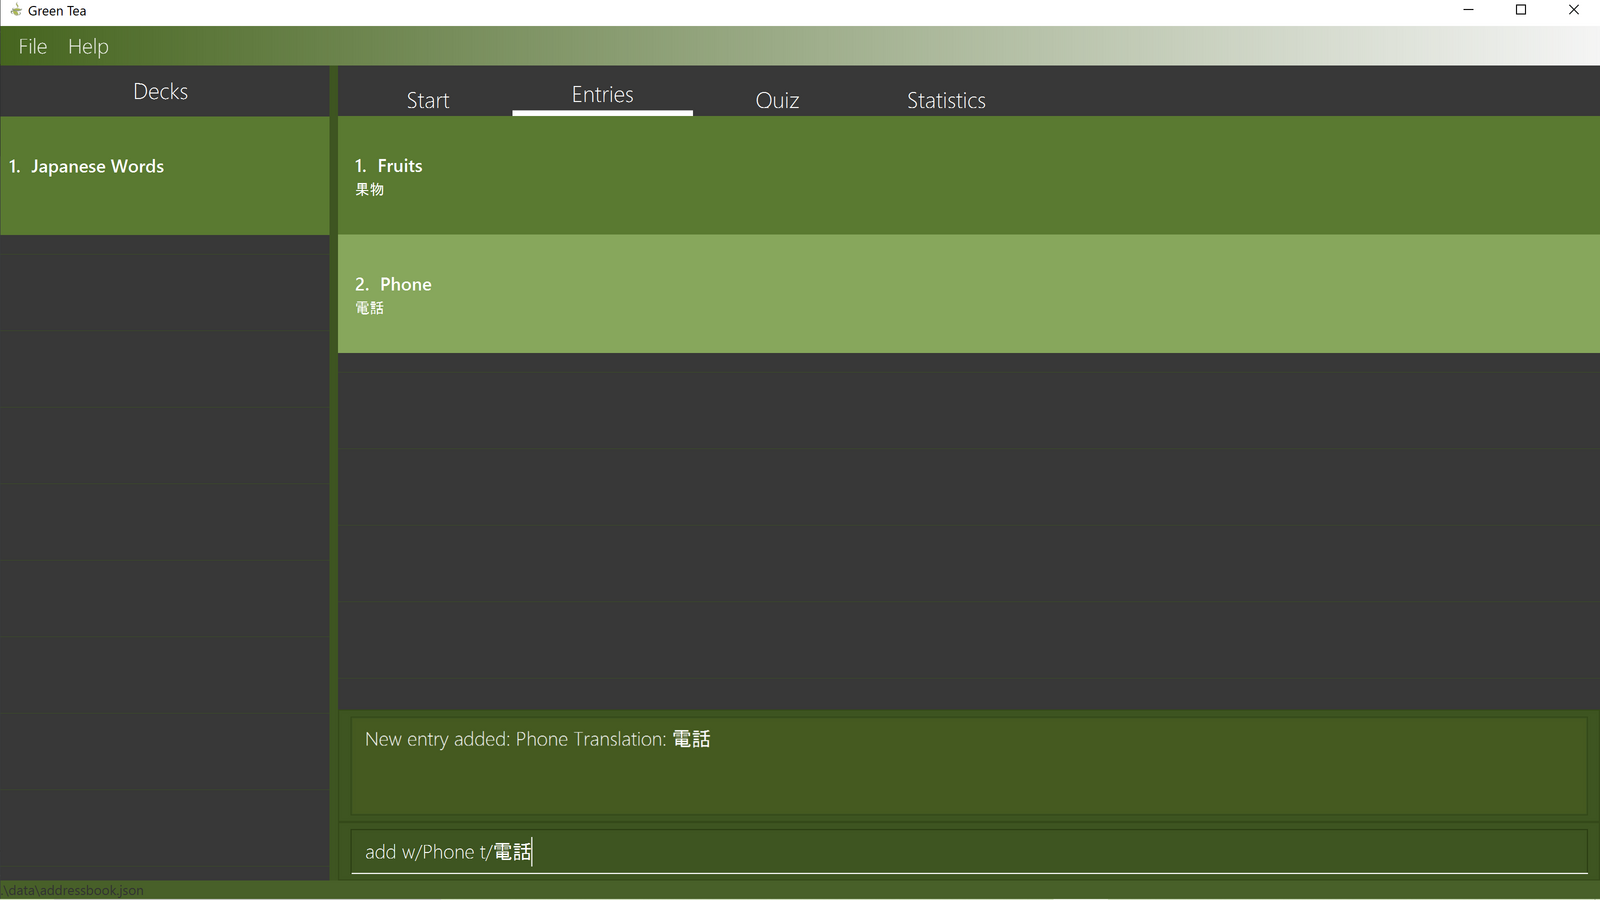 Green Tea
File Help
Decks
Start Entries Quiz Statistics
1. Japanese Words
1. Fruits
果物
2. Phone
電話
New entry added: Phone Translation: 電話
add w/Phone t/電話
.\data\addressbook.json